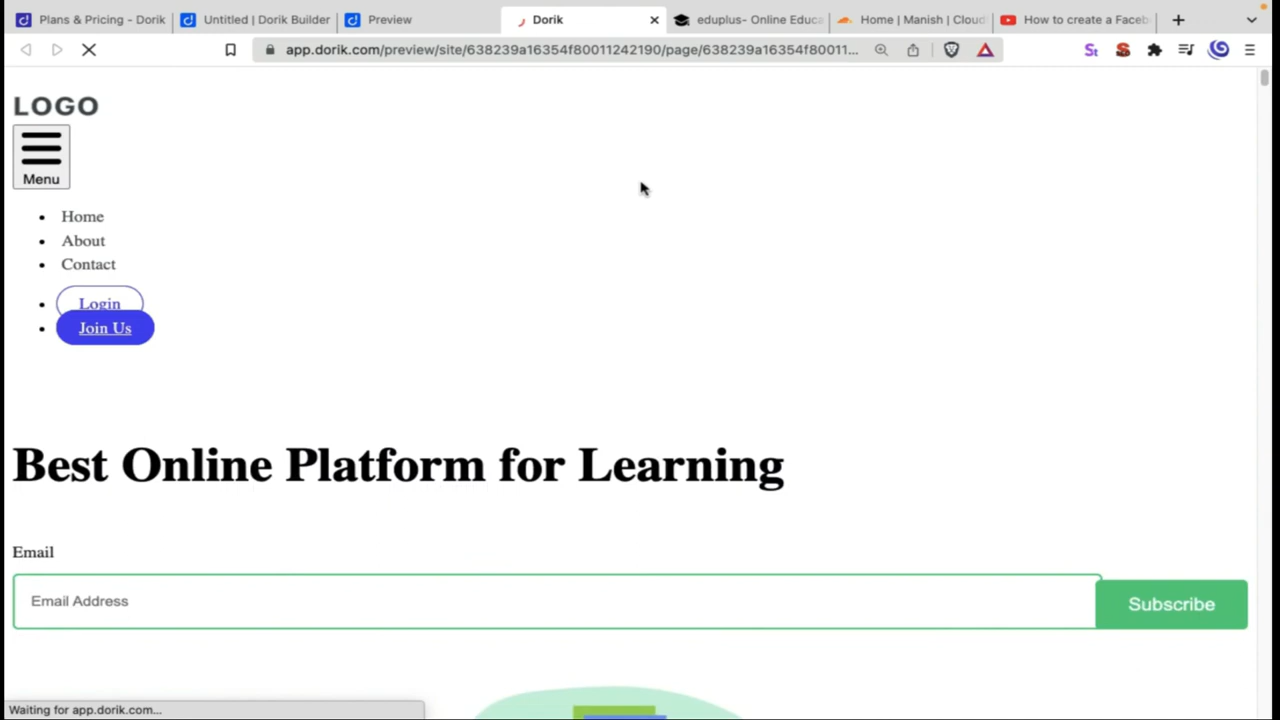 Plans & Pricing - Dorik
Untitled | Dorik Builder
Preview
Dorik
eduplus- Online Educa
Home | Manish | Cloud
How to create a Faceb
app.dorik.com/preview/site/638239a16354f80011242190/page/638239a16354f80011...
St
LOGO
Menu
Home
About
Contact
Login
Join Us
Best Online Platform for Learning
Email
Email Address
Subscribe
Waiting for app.dorik.com...